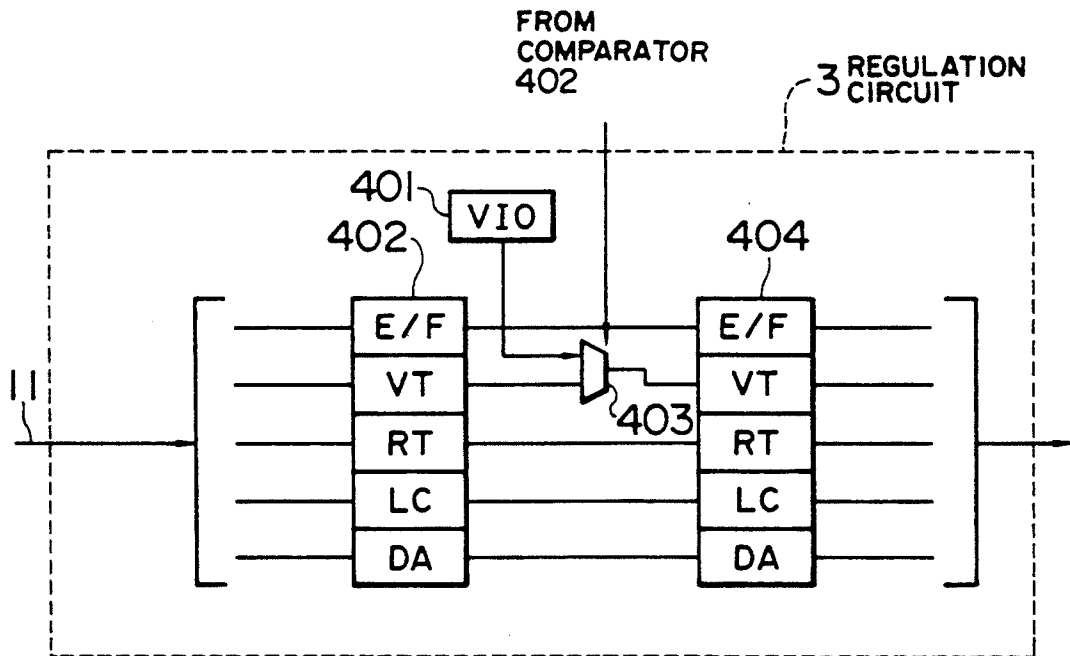 FROM
COMPARATOR
402
3 REGULATION
CIRCUIT
401
VIO
402
404
E/F
E/F
VT
VT
403
11
RT
RT
LC
LC
DA
DA